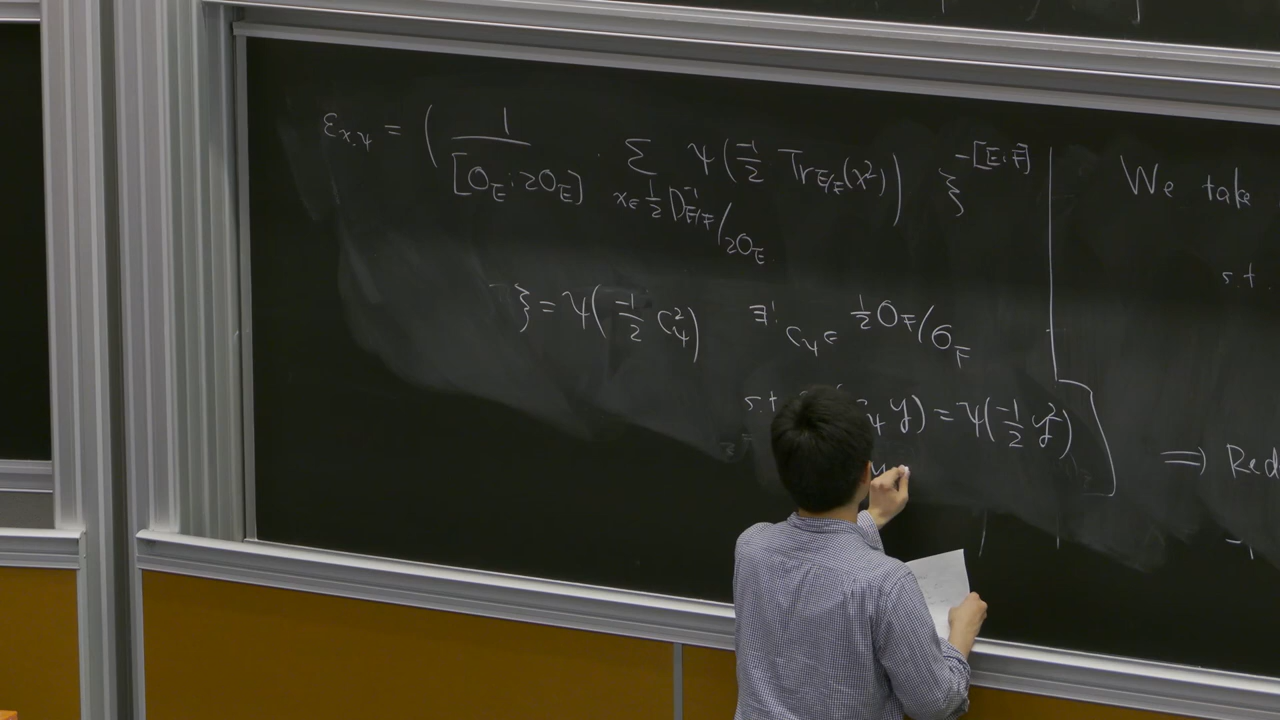 ε_{x,ψ} = ( 1 / [O_E : 2O_E] · Σ_{x ∈ 1/2 D^{-1}_{E/F} / 2O_E} ψ(-1/2 Tr_{E/F}(x²)) ) ξ^{-[E:F]}
ξ = ψ(-1/2 c_ψ²) ∃! c_ψ ∈ 1/2 O_F / O_F
s.t. ψ y) = ψ(-1/2 y²)
We take
s.t.
⇒ Red